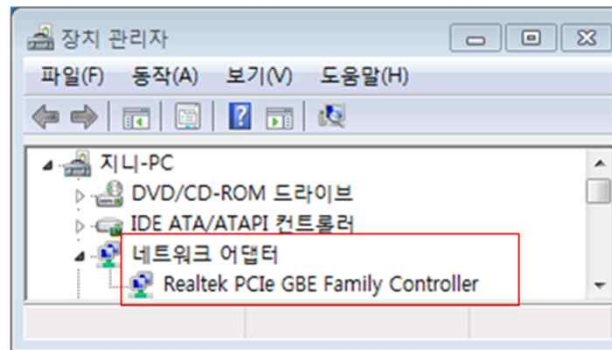 장치 관리자
파일(F) 동작(A) 보기(V) 도움말(H)
지니-PC
DVD/CD-ROM 드라이브
IDE ATA/ATAPI 컨트롤러
네트워크 어댑터
Realtek PCIe GBE Family Controller